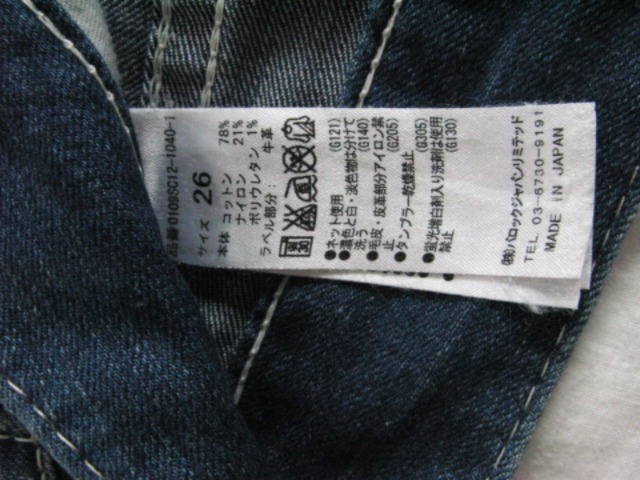 品番 010BSC12-1040-1
サイズ 26
本体 コットン 78%
ナイロン 21%
ポリウレタン 1%
ラベル部分: 牛革
●ネット使用 (G121)
●濃色と白・淡色物は分けて
洗う (G140)
●毛皮・皮革部分アイロン禁
止 (G205)
●タンブラー乾燥禁止
(G305)
●蛍光増白剤入り洗剤は使用
禁止 (G130)
(株)バロックジャパンリミテッド
TEL 03-6730-9191
MADE IN JAPAN